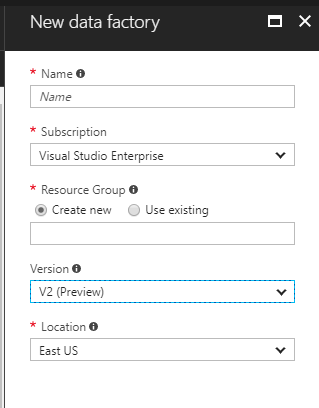 New data factory
* Name
Name
* Subscription
Visual Studio Enterprise
* Resource Group
Create new Use existing
Version
V2 (Preview)
* Location
East US